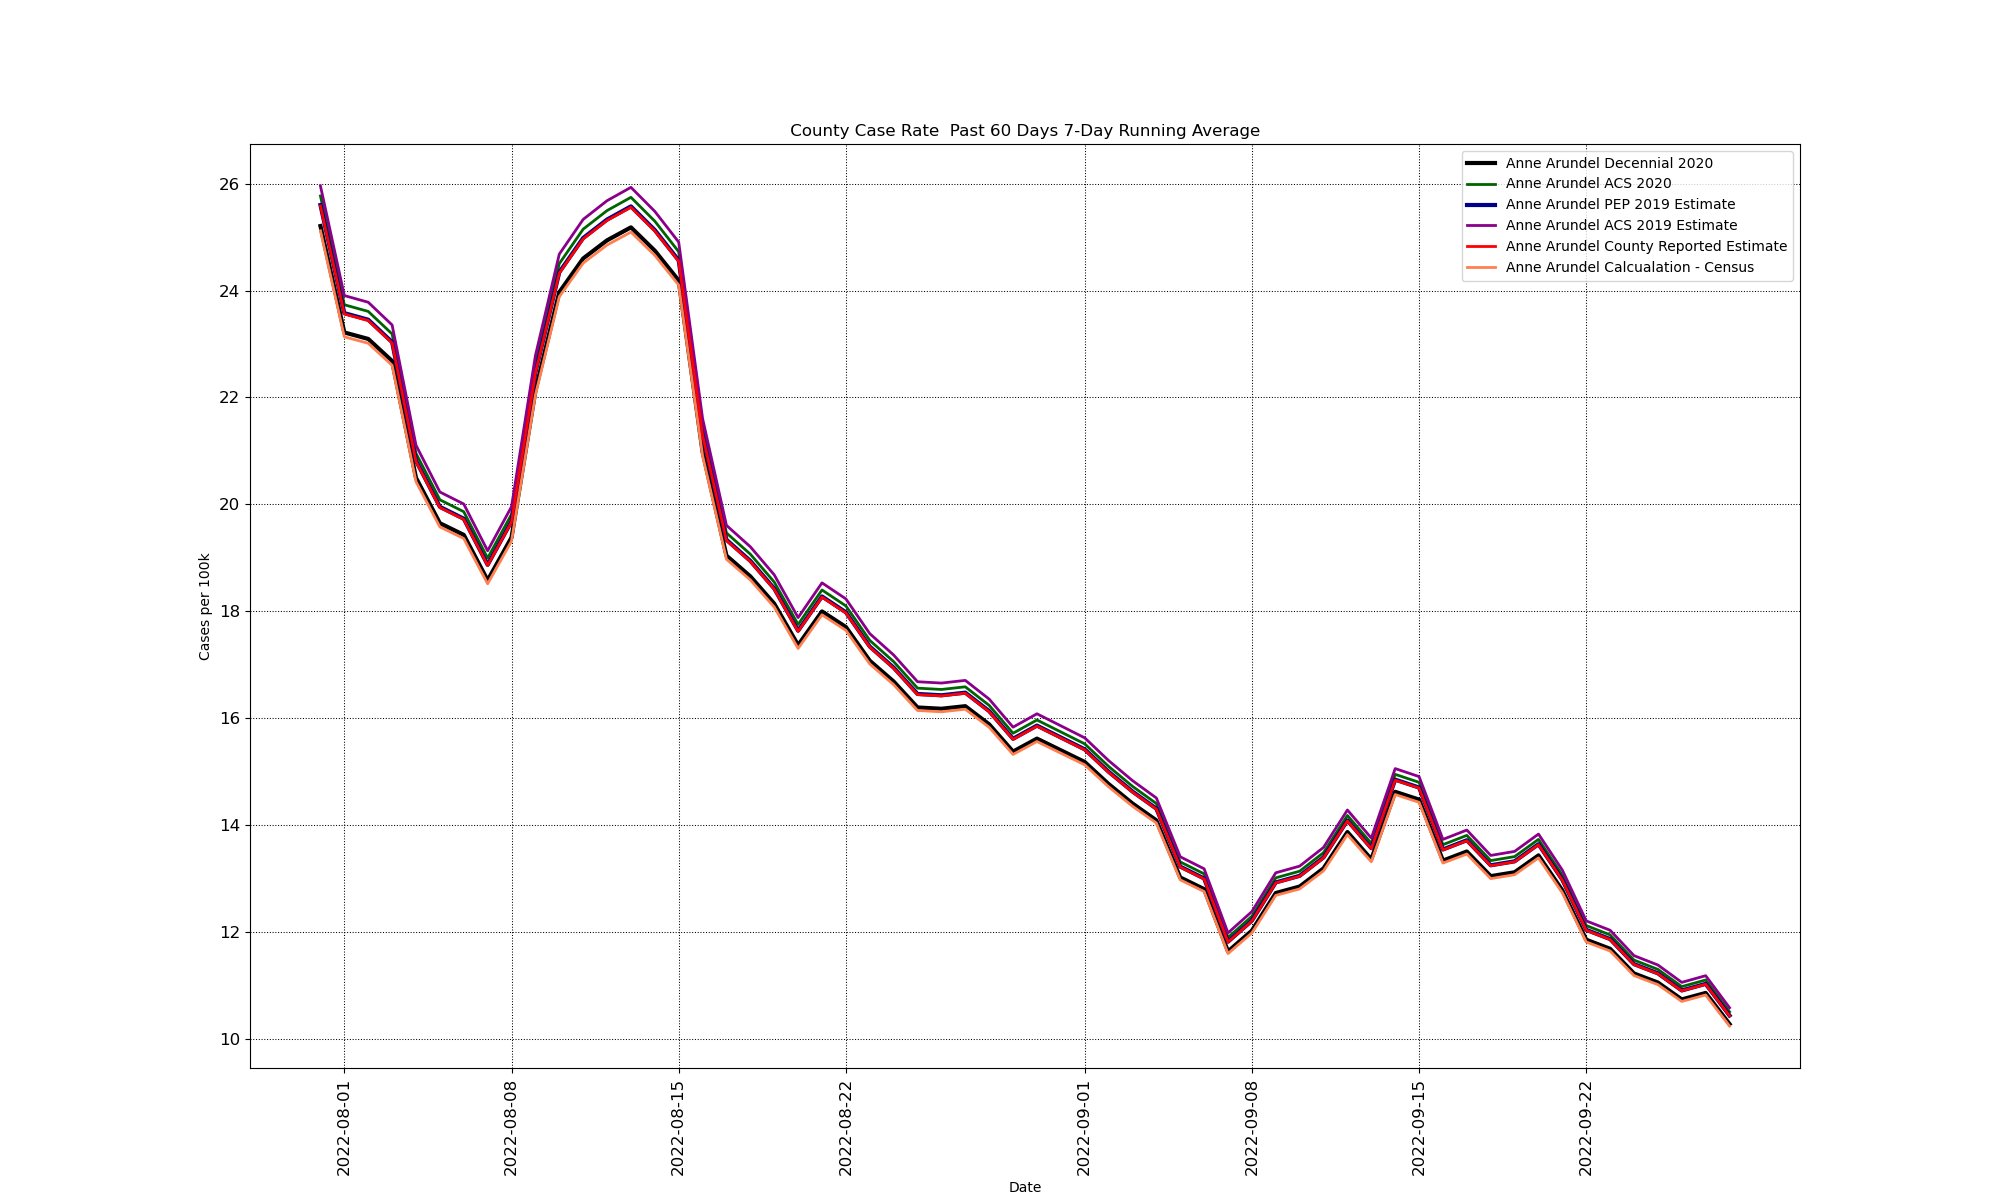 County Case Rate  Past 60 Days 7-Day Running Average
Anne Arundel Decennial 2020
Anne Arundel ACS 2020
Anne Arundel PEP 2019 Estimate
Anne Arundel ACS 2019 Estimate
Anne Arundel County Reported Estimate
Anne Arundel Calcualation - Census
26
24
22
20
18
16
14
12
10
Cases per 100k
2022-08-01
2022-08-08
2022-08-15
2022-08-22
2022-09-01
2022-09-08
2022-09-15
2022-09-22
Date